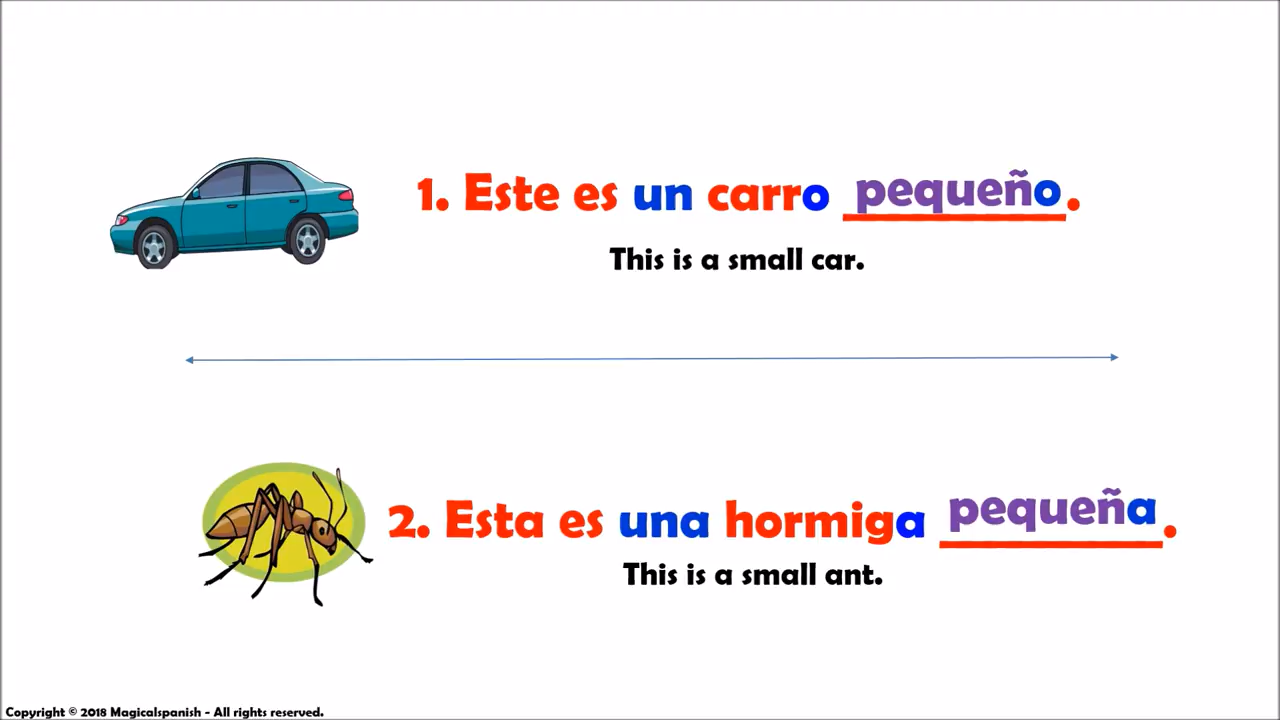 1. Este es un carro pequeño.
This is a small car.
2. Esta es una hormiga pequeña.
This is a small ant.
Copyright © 2018 Magicalspanish - All rights reserved.